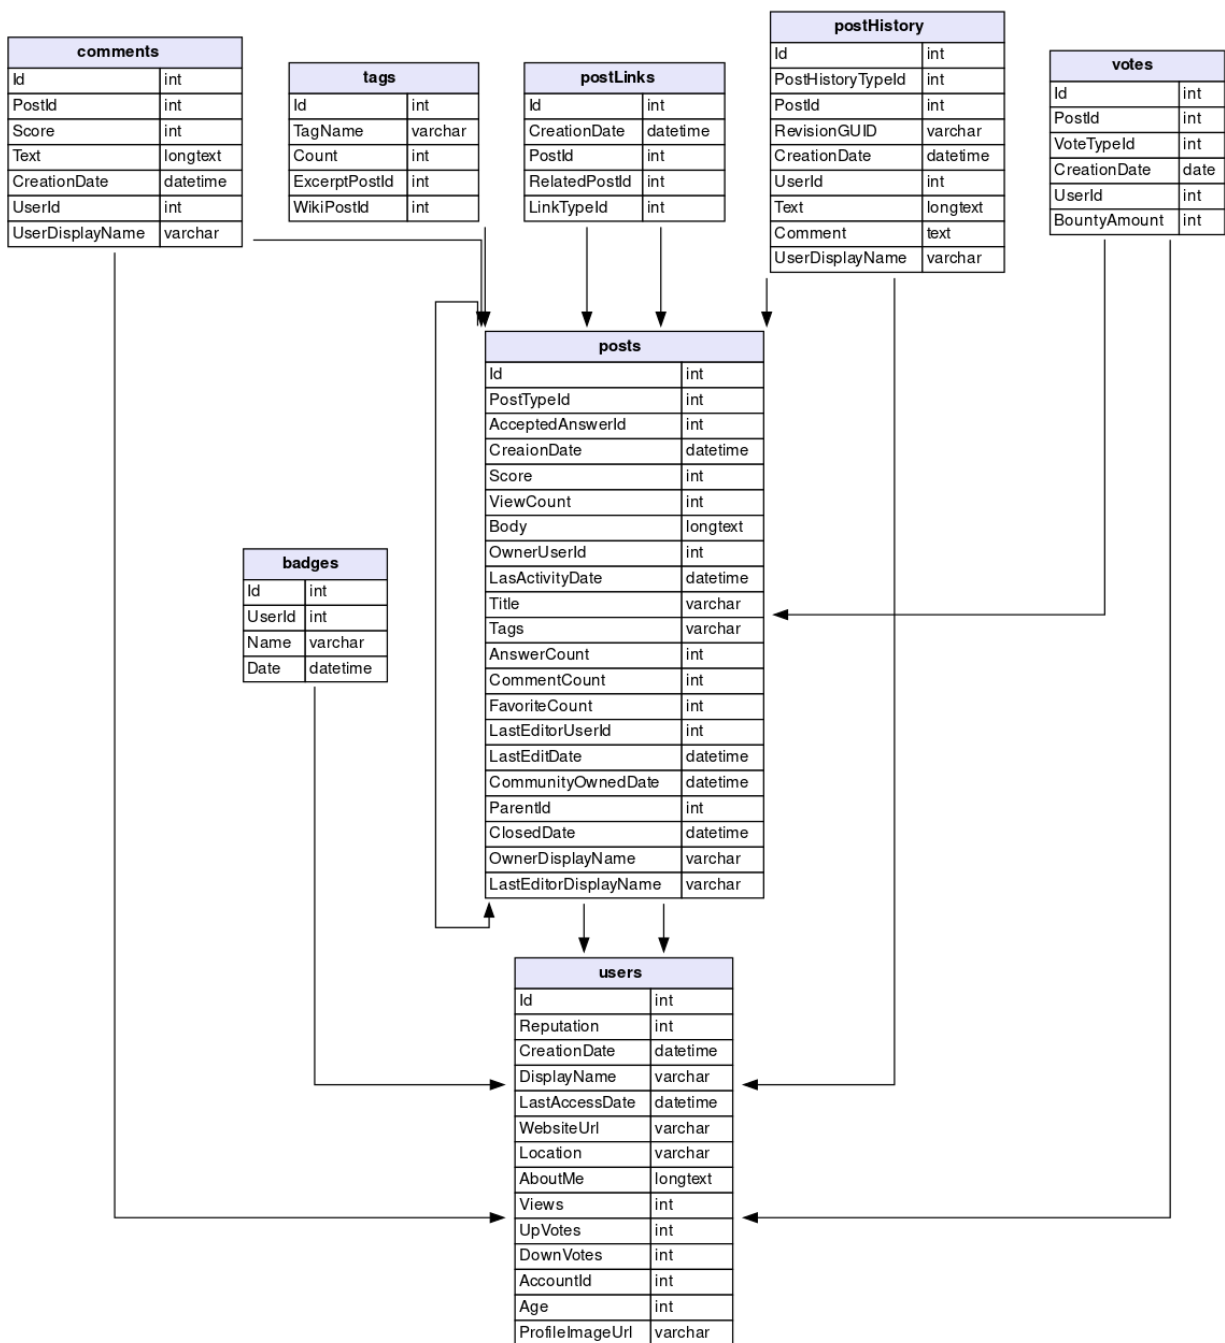 comments
Id int
PostId int
Score int
Text longtext
CreationDate datetime
UserId int
UserDisplayName varchar
tags
Id int
TagName varchar
Count int
ExcerptPostId int
WikiPostId int
postLinks
Id int
CreationDate datetime
PostId int
RelatedPostId int
LinkTypeId int
postHistory
Id int
PostHistoryTypeId int
PostId int
RevisionGUID varchar
CreationDate datetime
UserId int
Text longtext
Comment text
UserDisplayName varchar
votes
Id int
PostId int
VoteTypeId int
CreationDate date
UserId int
BountyAmount int
posts
Id int
PostTypeId int
AcceptedAnswerId int
CreaionDate datetime
Score int
ViewCount int
Body longtext
OwnerUserId int
LasActivityDate datetime
Title varchar
Tags varchar
AnswerCount int
CommentCount int
FavoriteCount int
LastEditorUserId int
LastEditDate datetime
CommunityOwnedDate datetime
ParentId int
ClosedDate datetime
OwnerDisplayName varchar
LastEditorDisplayName varchar
badges
Id int
UserId int
Name varchar
Date datetime
users
Id int
Reputation int
CreationDate datetime
DisplayName varchar
LastAccessDate datetime
WebsiteUrl varchar
Location varchar
AboutMe longtext
Views int
UpVotes int
DownVotes int
AccountId int
Age int
ProfileImageUrl varchar